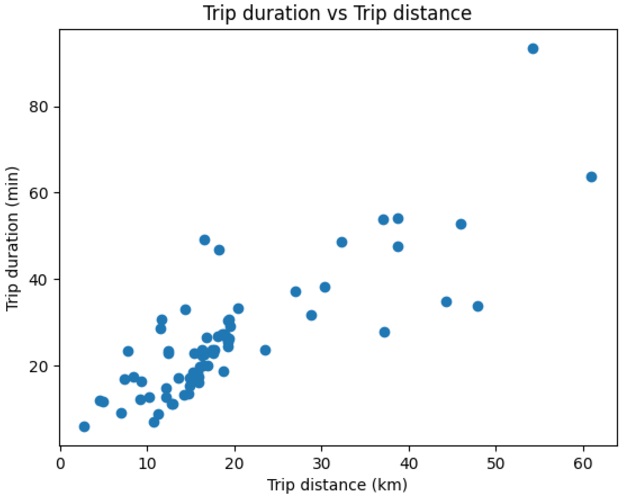 Trip duration vs Trip distance
Trip duration (min)
80
60
40
20
0 10 20 30 40 50 60
Trip distance (km)